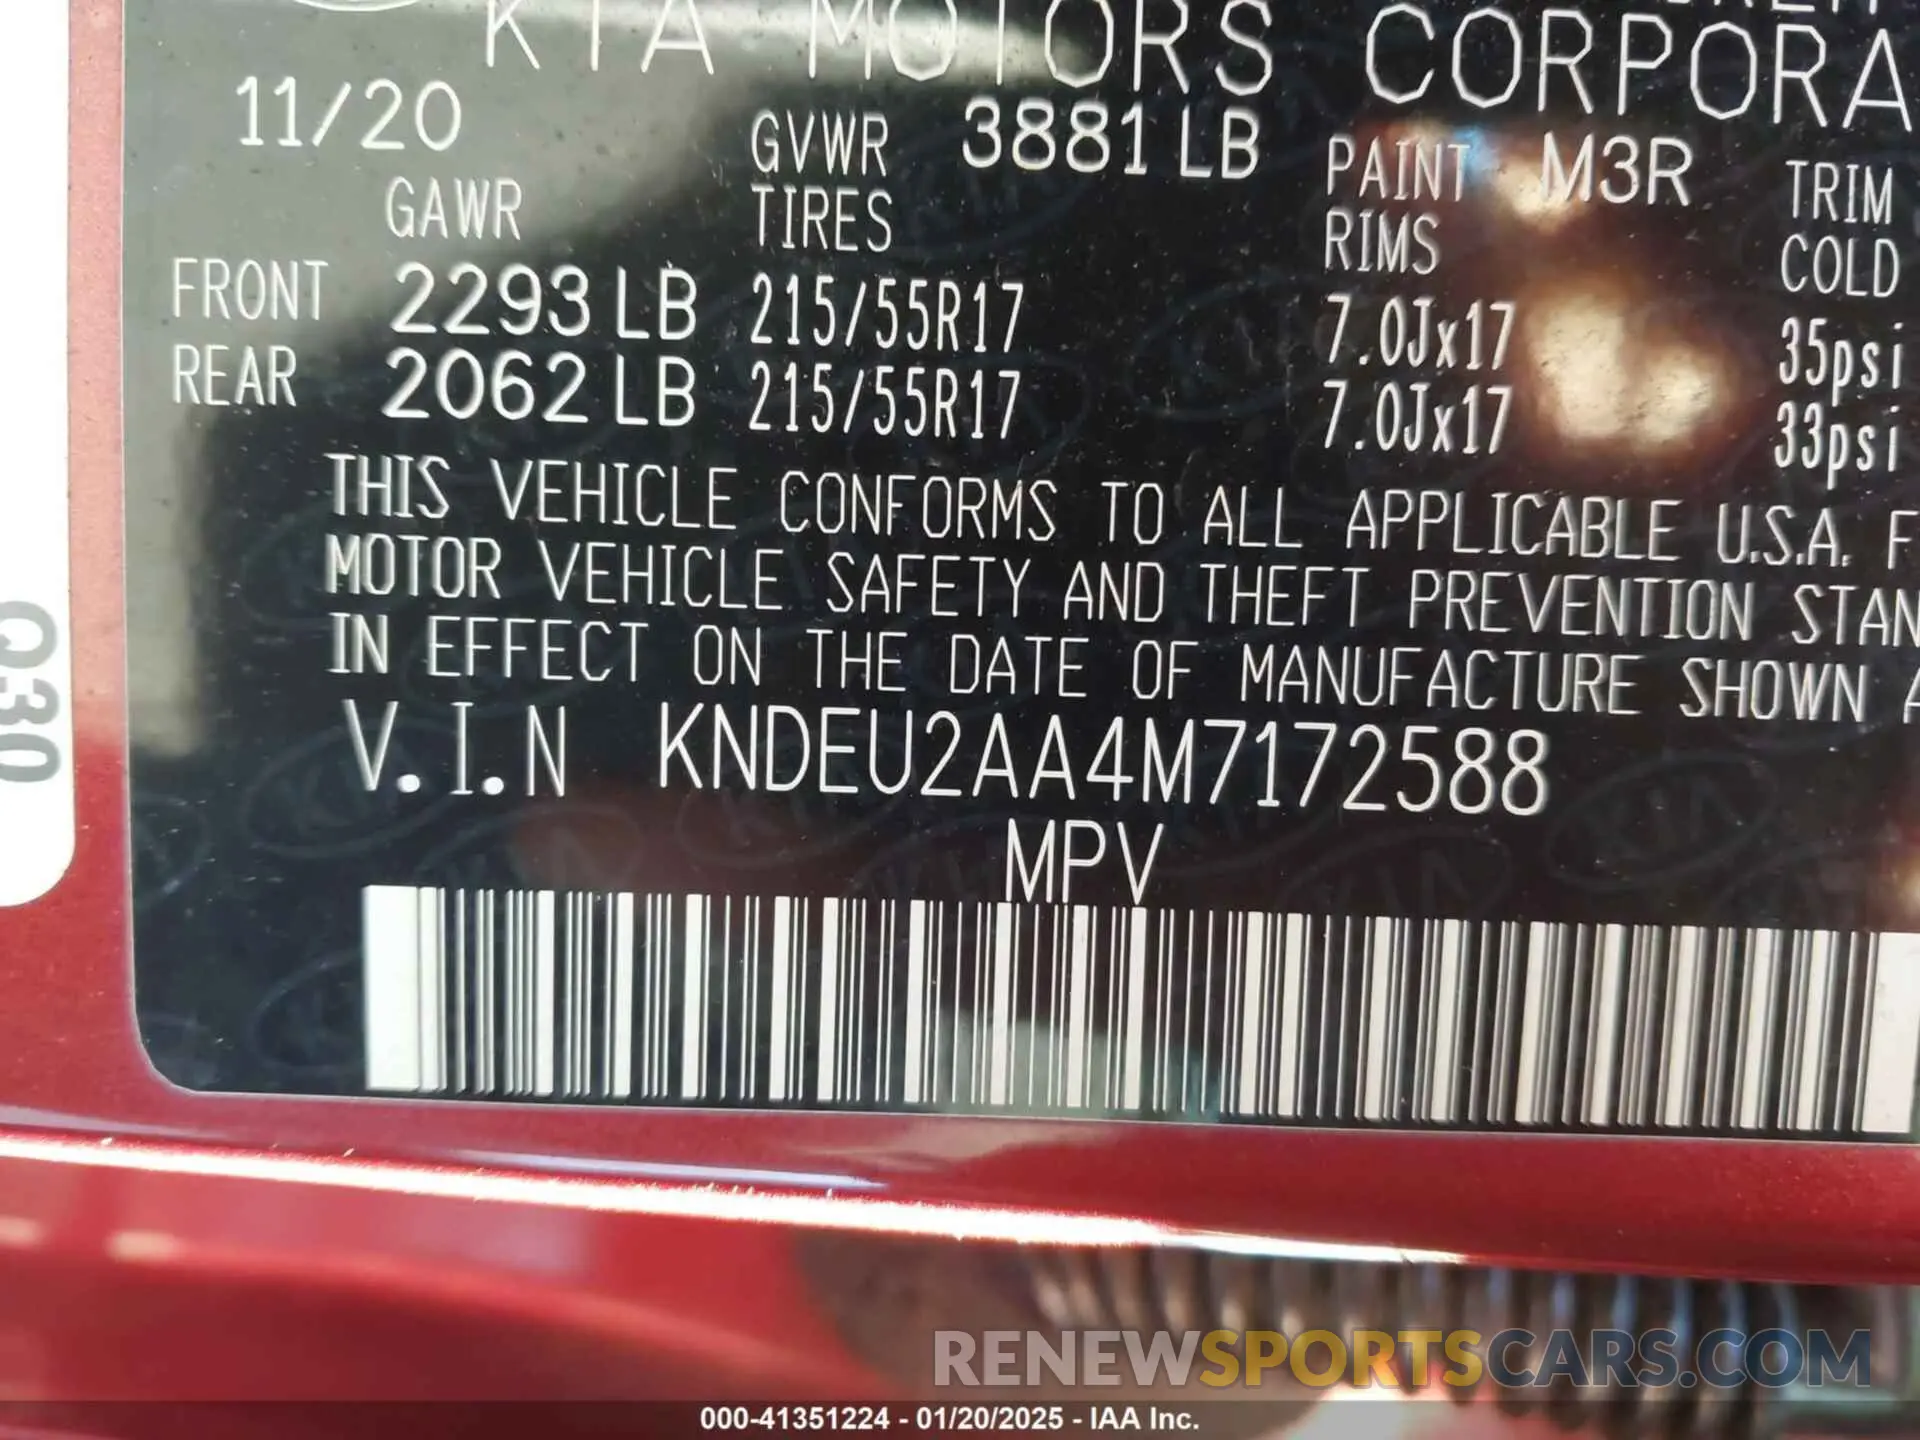 KIA MOTORS CORPORA
11/20 GVWR 3881 LB PAINT M3R TRIM
GAWR TIRES RIMS COLD
FRONT 2293 LB 215/55R17 7.0Jx17 35psi
REAR 2062 LB 215/55R17 7.0Jx17 33psi
THIS VEHICLE CONFORMS TO ALL APPLICABLE U.S.A. F
MOTOR VEHICLE SAFETY AND THEFT PREVENTION STAN
IN EFFECT ON THE DATE OF MANUFACTURE SHOWN A
V.I.N KNDEU2AA4M7172588
MPV
Q30
RENEWSPORTSCARS.COM
000-41351224 - 01/20/2025 - IAA Inc.